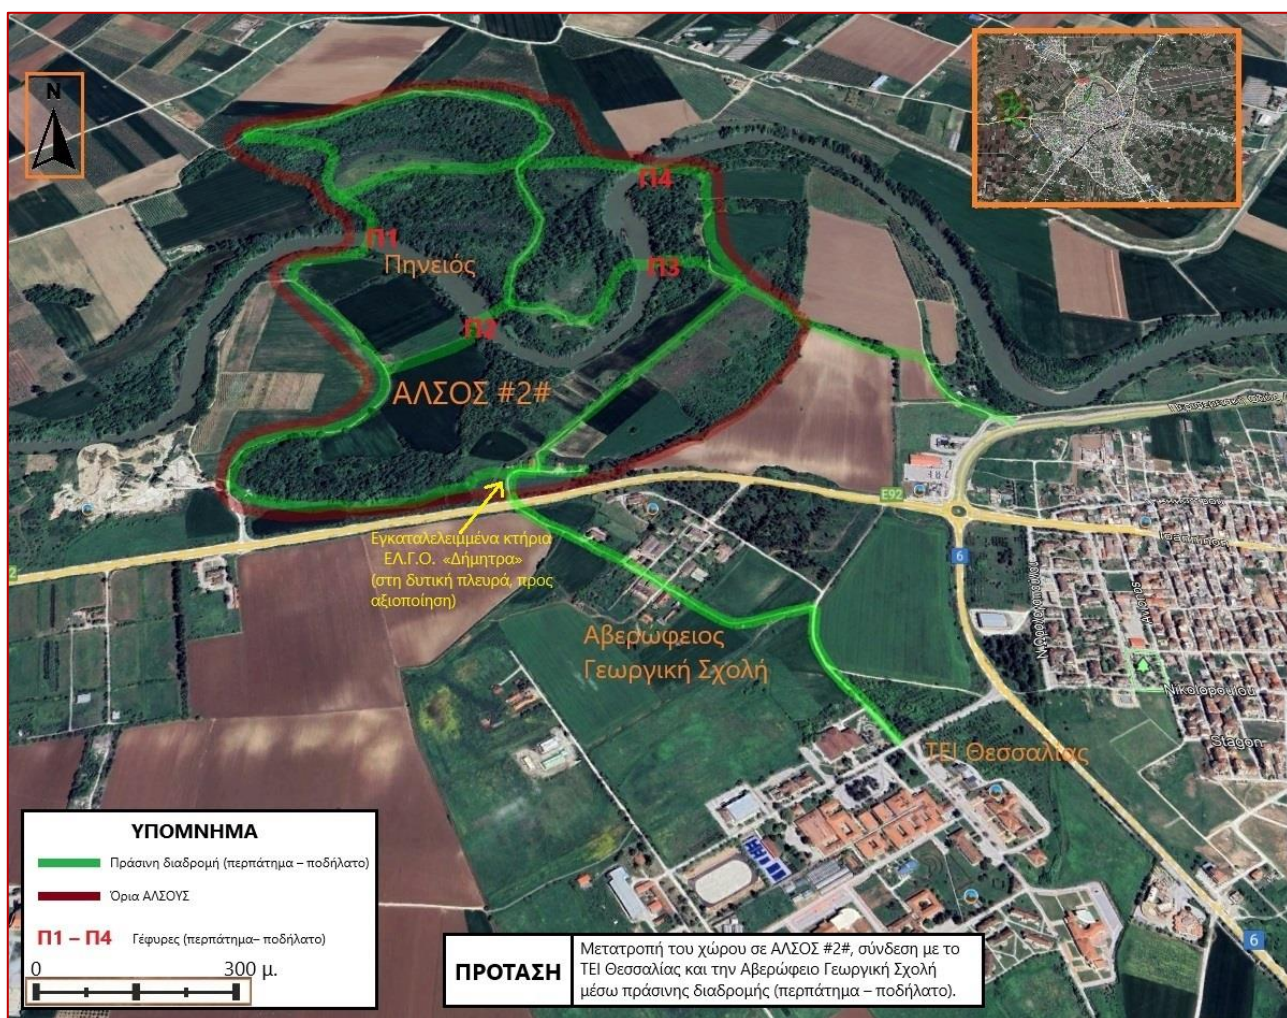 N
Π4
Π1
Πηνειός
Π3
Π2
ΑΛΣΟΣ #2#
E92
Εγκαταλελειμμένα κτήρια
ΕΛ.Γ.Ο. «Δήμητρα»
(στη δυτική πλευρά, προς
αξιοποίηση)
6
Αβερώφειος
Γεωργική Σχολή
Nikolopoulou
Stagon
ΤΕΙ Θεσσαλίας
ΥΠΟΜΝΗΜΑ
Πράσινη διαδρομή (περπάτημα – ποδήλατο)
Όρια ΑΛΣΟΥΣ
Π1 – Π4 Γέφυρες (περπάτημα– ποδήλατο)
0 300 μ.
ΠΡΟΤΑΣΗ
Μετατροπή του χώρου σε ΑΛΣΟΣ #2#, σύνδεση με το
ΤΕΙ Θεσσαλίας και την Αβερώφειο Γεωργική Σχολή
μέσω πράσινης διαδρομής (περπάτημα – ποδήλατο).
6